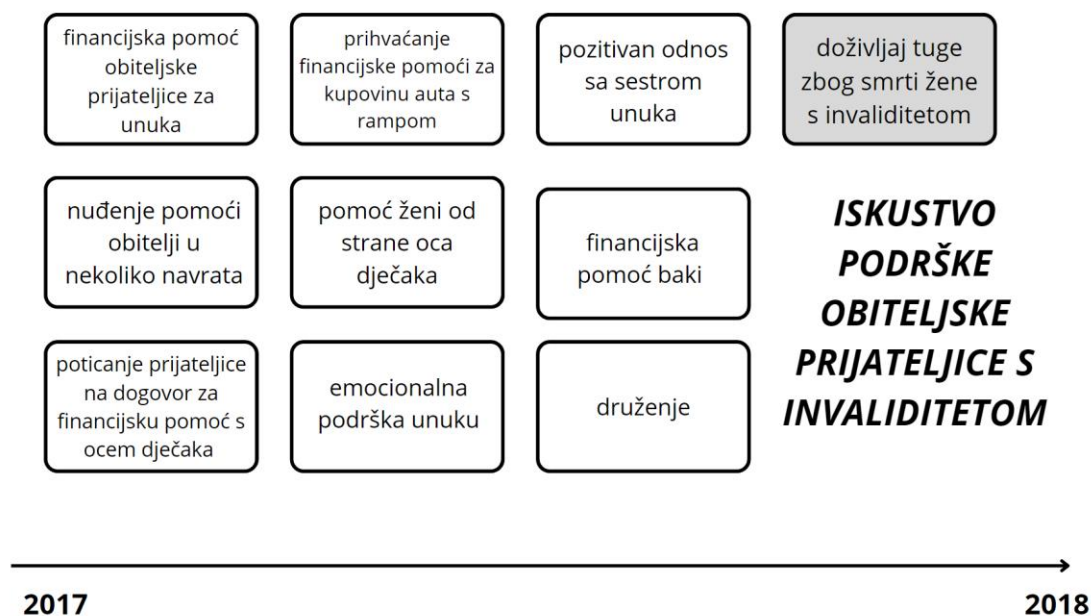 financijska pomoć
obiteljske
prijateljice za
unuka
prihvaćanje
financijske pomoći za
kupovinu auta s
rampom
pozitivan odnos
sa sestrom
unuka
doživljaj tuge
zbog smrti žene
s invaliditetom
nuđenje pomoći
obitelji u
nekoliko navrata
pomoć ženi od
strane oca
dječaka
financijska
pomoć baki
ISKUSTVO
PODRŠKE
OBITELJSKE
PRIJATELJICE S
INVALIDITETOM
poticanje prijateljice
na dogovor za
financijsku pomoć s
ocem dječaka
emocionalna
podrška unuku
druženje
2017
2018